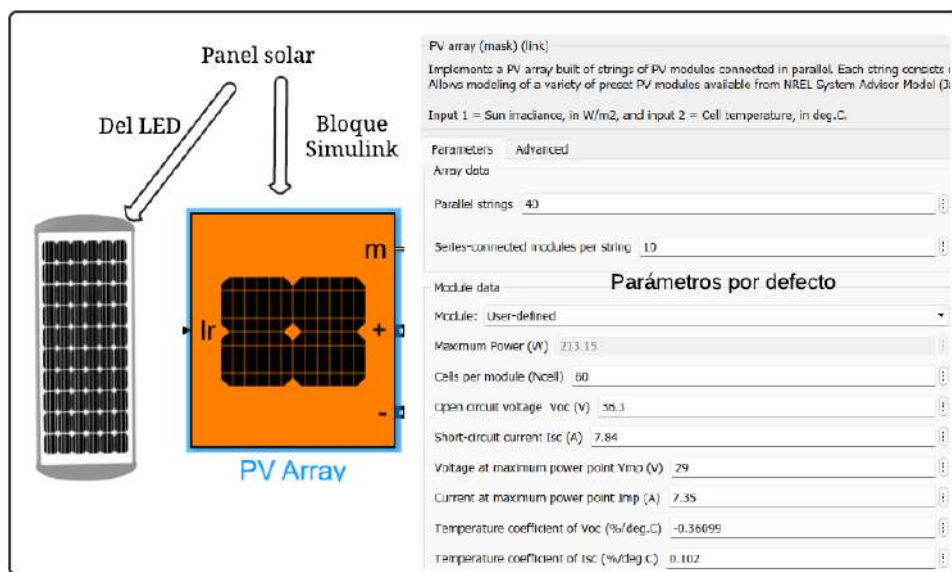 Panel solar
Del LED
Bloque
Simulink
m
Ir
+
-
PV Array
PV array (mask) (link)
Implements a PV array built of strings of PV modules connected in parallel. Each string consists
Allows modeling of a variety of preset PV modules available from NREL System Advisor Model
Input 1 = Sun irradiance, in W/m2, and input 2 = Cell temperature, in deg.C.
Parameters Advanced
Array data
Parallel strings 40
Series-connected modules per string 10
Module data Parámetros por defecto
Module: User-defined
Maximum Power (W) 213.15
Cells per module (Ncell) 60
Open circuit voltage Voc (V) 36.3
Short-circuit current Isc (A) 7.84
Voltage at maximum power point Vmp (V) 29
Current at maximum power point Imp (A) 7.35
Temperature coefficient of Voc (%/deg.C) -0.36099
Temperature coefficient of Isc (%/deg.C) 0.102